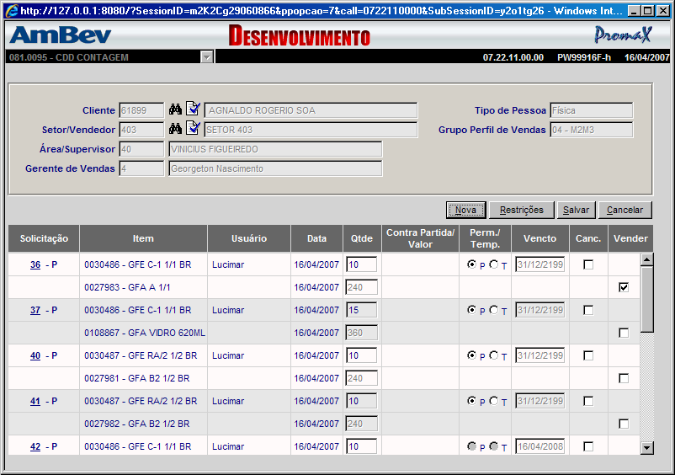 http://127.0.0.1:8080/?SessionID=m2K2Cg29060866&ppopcao=7&call=0722110000&SubSessionID=y2o1tg26 - Windows Int...
AmBev DESENVOLVIMENTO PromaX
081.0095 - CDD CONTAGEM 07.22.11.00.00 PW99916F-h 16/04/2007
Cliente 61899 AGNALDO ROGERIO SOA Tipo de Pessoa Física
Setor/Vendedor 403 SETOR 403 Grupo Perfil de Vendas 04 - M2M3
Área/Supervisor 40 VINICIUS FIGUEIREDO
Gerente de Vendas 4 Georgeton Nascimento
Nova Restrições Salvar Cancelar
Solicitação Item Usuário Data Qtde Contra Partida/ Valor Perm./ Temp. Vencto Canc. Vender
36 - P 0030486 - GFE C-1 1/1 BR Lucimar 16/04/2007 10 P T 31/12/2199
0027983 - GFA A 1/1 16/04/2007 240
37 - P 0030486 - GFE C-1 1/1 BR Lucimar 16/04/2007 15 P T 31/12/2199
0108867 - GFA VIDRO 620ML 16/04/2007 360
40 - P 0030487 - GFE RA/2 1/2 BR Lucimar 16/04/2007 10 P T 31/12/2199
0027981 - GFA B2 1/2 BR 16/04/2007 240
41 - P 0030487 - GFE RA/2 1/2 BR Lucimar 16/04/2007 10 P T 31/12/2199
0027982 - GFA B2 1/2 BR 16/04/2007 240
42 - P 0030486 - GFE C-1 1/1 BR Lucimar 16/04/2007 10 P T 16/04/2008